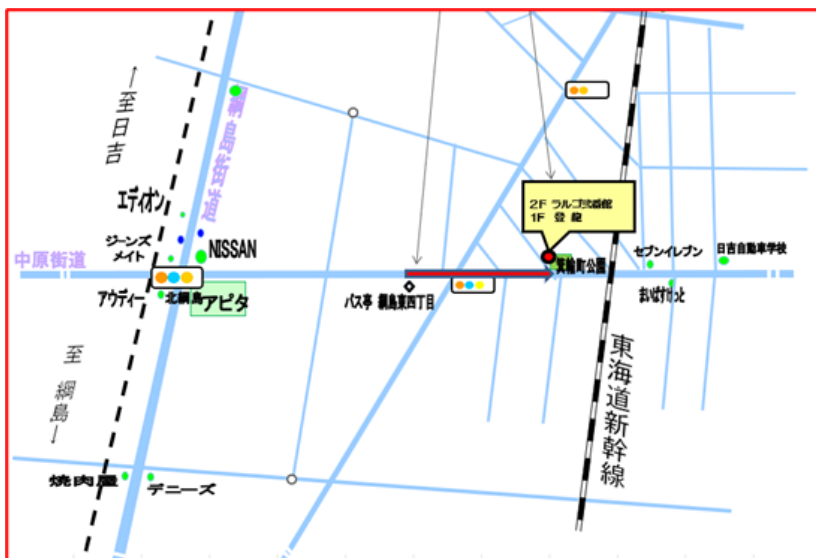 ←至日吉
綱島街道
エディオン
ジーンズ
メイト
NISSAN
中原街道
アウディー
北綱島
アピタ
バス亭 綱島東四丁目
2F ラルゴ弐番館
1F 登龍
箕輪町公園
セブンイレブン
日吉自動車学校
まいばすけっと
至 綱島→
東海道新幹線
焼肉屋
デニーズ